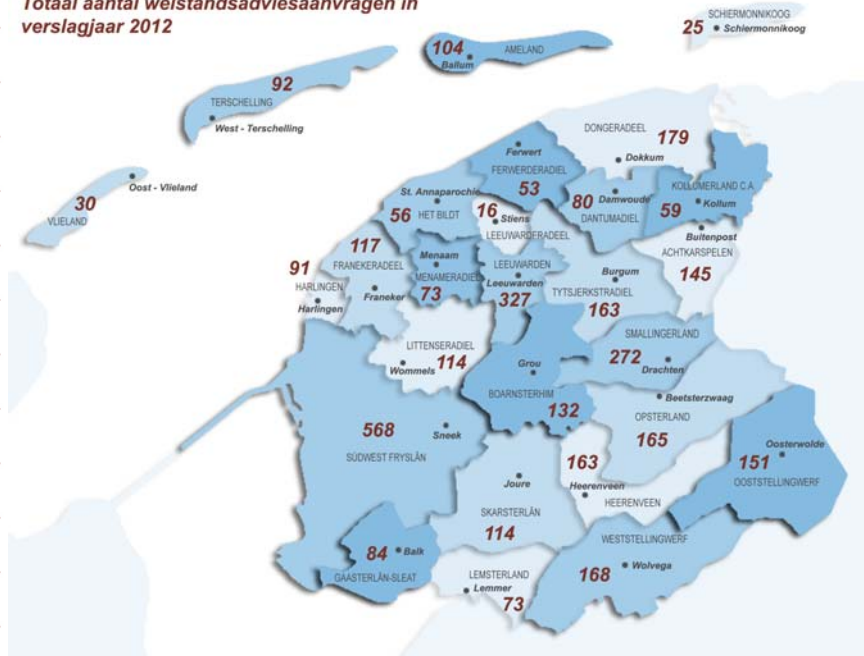 Totaal aantal welstandsadviesaanvragen in
verslagjaar 2012
SCHIERMONNIKOOG
25
Schiermonnikoog
104
AMELAND
Ballum
92
TERSCHELLING
West - Terschelling
Oost - Vlieland
30
VLIELAND
DONGERADEEL
179
Dokkum
Ferwert
FERWERDERADIEL
53
KOLLUMERLAND C.A.
59
Kollum
80
Damwoude
DANTUMADIEL
St. Annaparochie
56
HET BILDT
16
Stiens
LEEUWARDERADEEL
Buitenpost
ACHTKARSPELEN
145
117
FRANEKERADEEL
Franeker
Menaam
MENAMERADIEL
73
LEEUWARDEN
Leeuwarden
327
Burgum
TYTSJERKSTRADIEL
163
91
HARLINGEN
Harlingen
LITTENSERADIEL
Wommels
114
SMALLINGERLAND
272
Drachten
Grou
BOARNSTERHIM
132
Beetsterzwaag
OPSTERLAND
165
568
Sneek
SÚDWEST FRYSLÂN
163
Heerenveen
HEERENVEEN
Oosterwolde
151
OOSTSTELLINGWERF
Joure
SKARSTERLÂN
114
WESTSTELLINGWERF
168
Wolvega
84
Balk
GAASTERLÂN-SLEAT
LEMSTERLAND
Lemmer
73